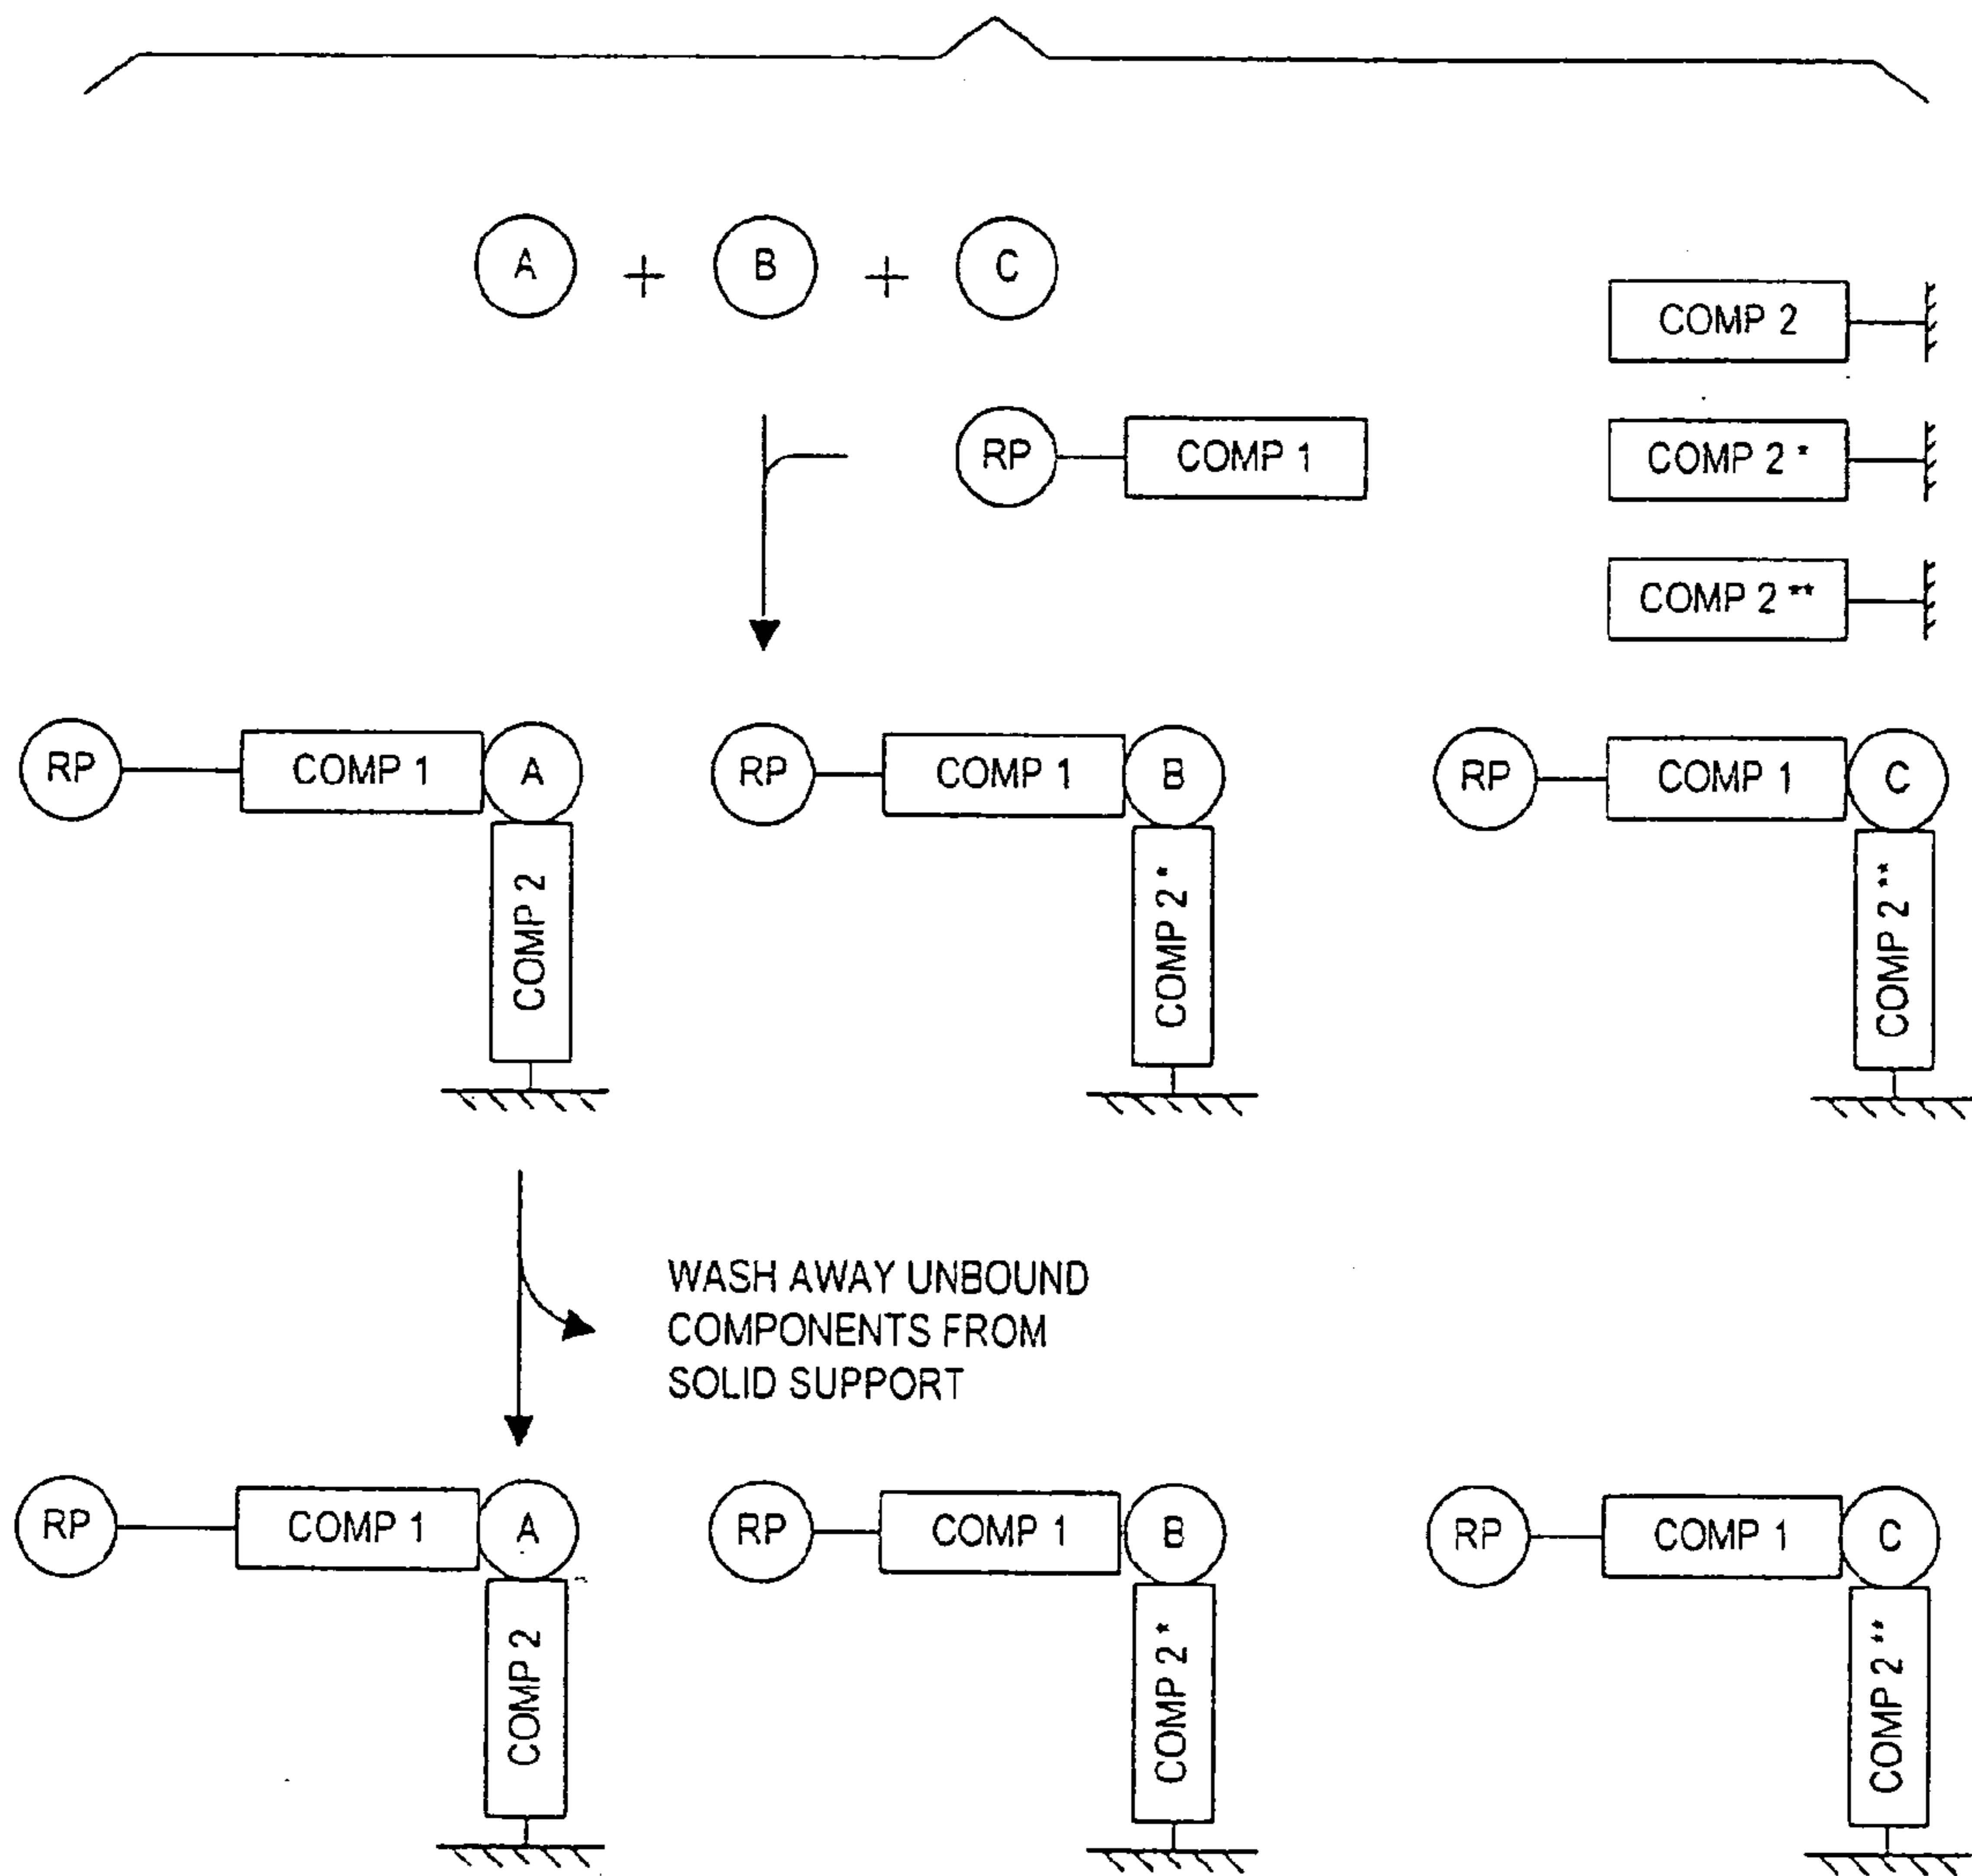 A + B + C
COMP 2
RP COMP 1
COMP 2 *
COMP 2 **
RP COMP 1 A
RP COMP 1 B
RP COMP 1 C
COMP 2
COMP 2 *
COMP 2 **
WASH AWAY UNBOUND
COMPONENTS FROM
SOLID SUPPORT
RP COMP 1 A
RP COMP 1 B
RP COMP 1 C
COMP 2
COMP 2 *
COMP 2 **